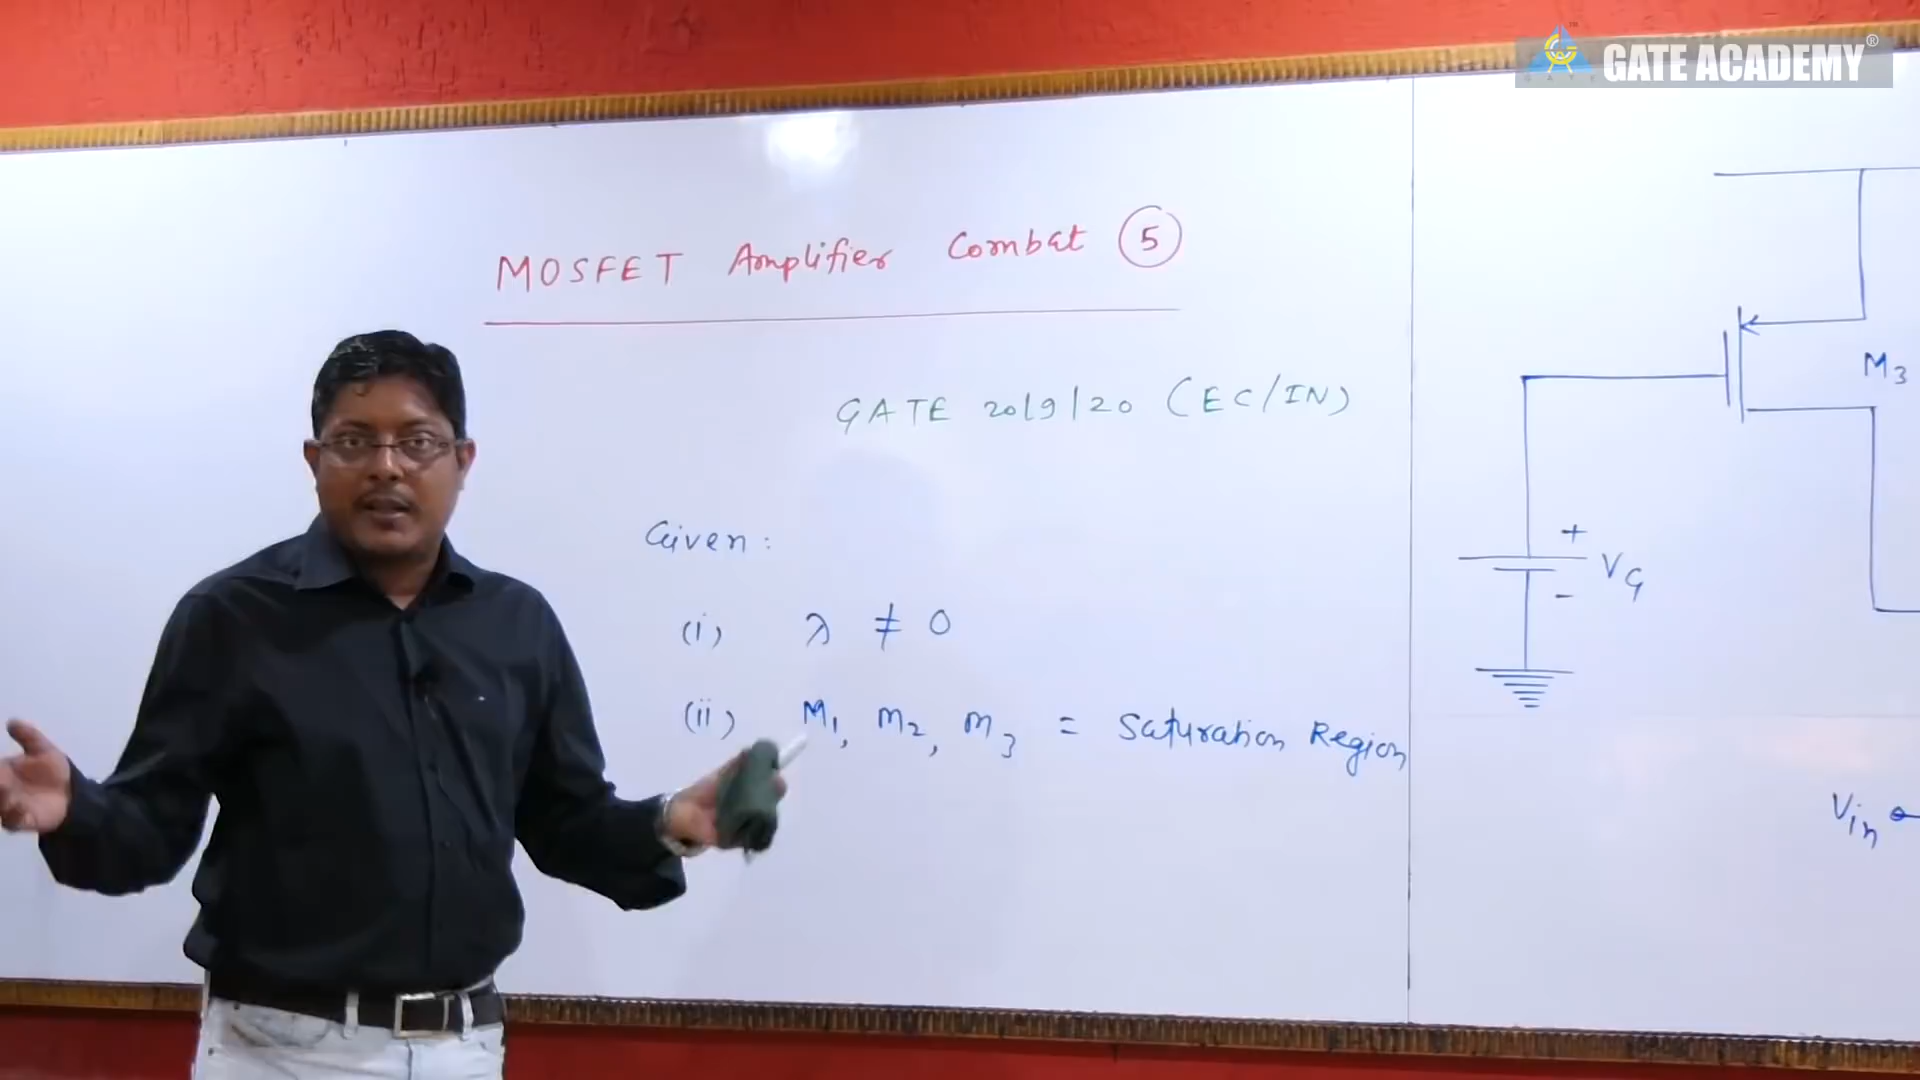 GATE ACADEMY®
MOSFET Amplifier Combat 5
GATE 2019/20 (EC/IN)
Given:
(i) λ ≠ 0
(ii) M1, M2, M3 = Saturation Region
M3
+
VG
-
Vin